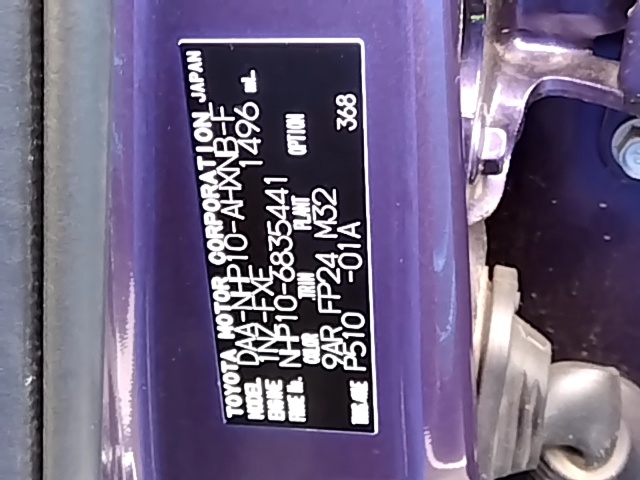 TOYOTA MOTOR CORPORATION JAPAN
MODEL DAA-NHP10-AHXNB-F
ENGINE 1NZ-FXE 1496 mL
FRAME No. NHP10-6835441
COLOR TRIM PLANT OPTION
9AR FP24 M32 368
P510 -01A